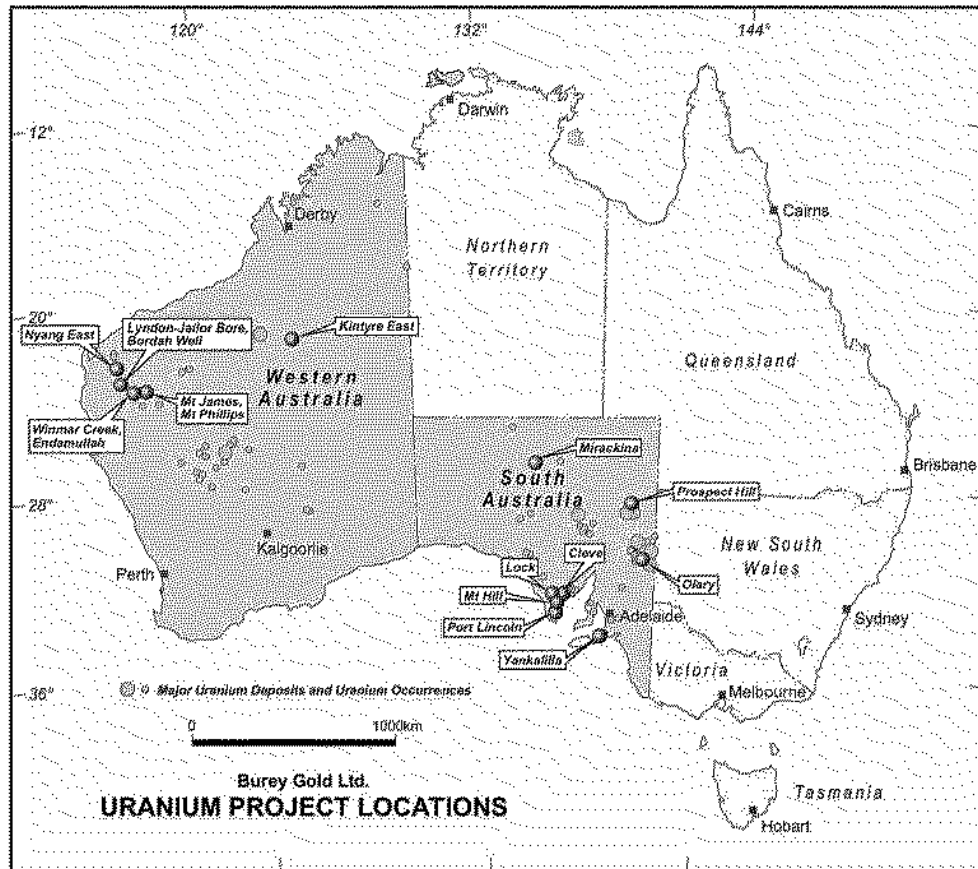 120°
132°
144°
12°
Darwin
Cairns
Derby
Northern
Territory
20°
Nyang East
Lyndon-Jailor Bore,
Bordah Well
Kintyre East
Queensland
Western
Australia
Mt James,
Mt Phillips
Winmar Creek,
Endamullah
Mirackina
Brisbane
South
Australia
Prospect Hill
28°
Kalgoorlie
New South
Wales
Cleve
Lock
Olary
Perth
Mt Hill
Port Lincoln
Adelaide
Sydney
Yankalilla
Victoria
Melbourne
36°
Major Uranium Deposits and Uranium Occurrences
0
1000km
Burey Gold Ltd.
URANIUM PROJECT LOCATIONS
Tasmania
Hobart